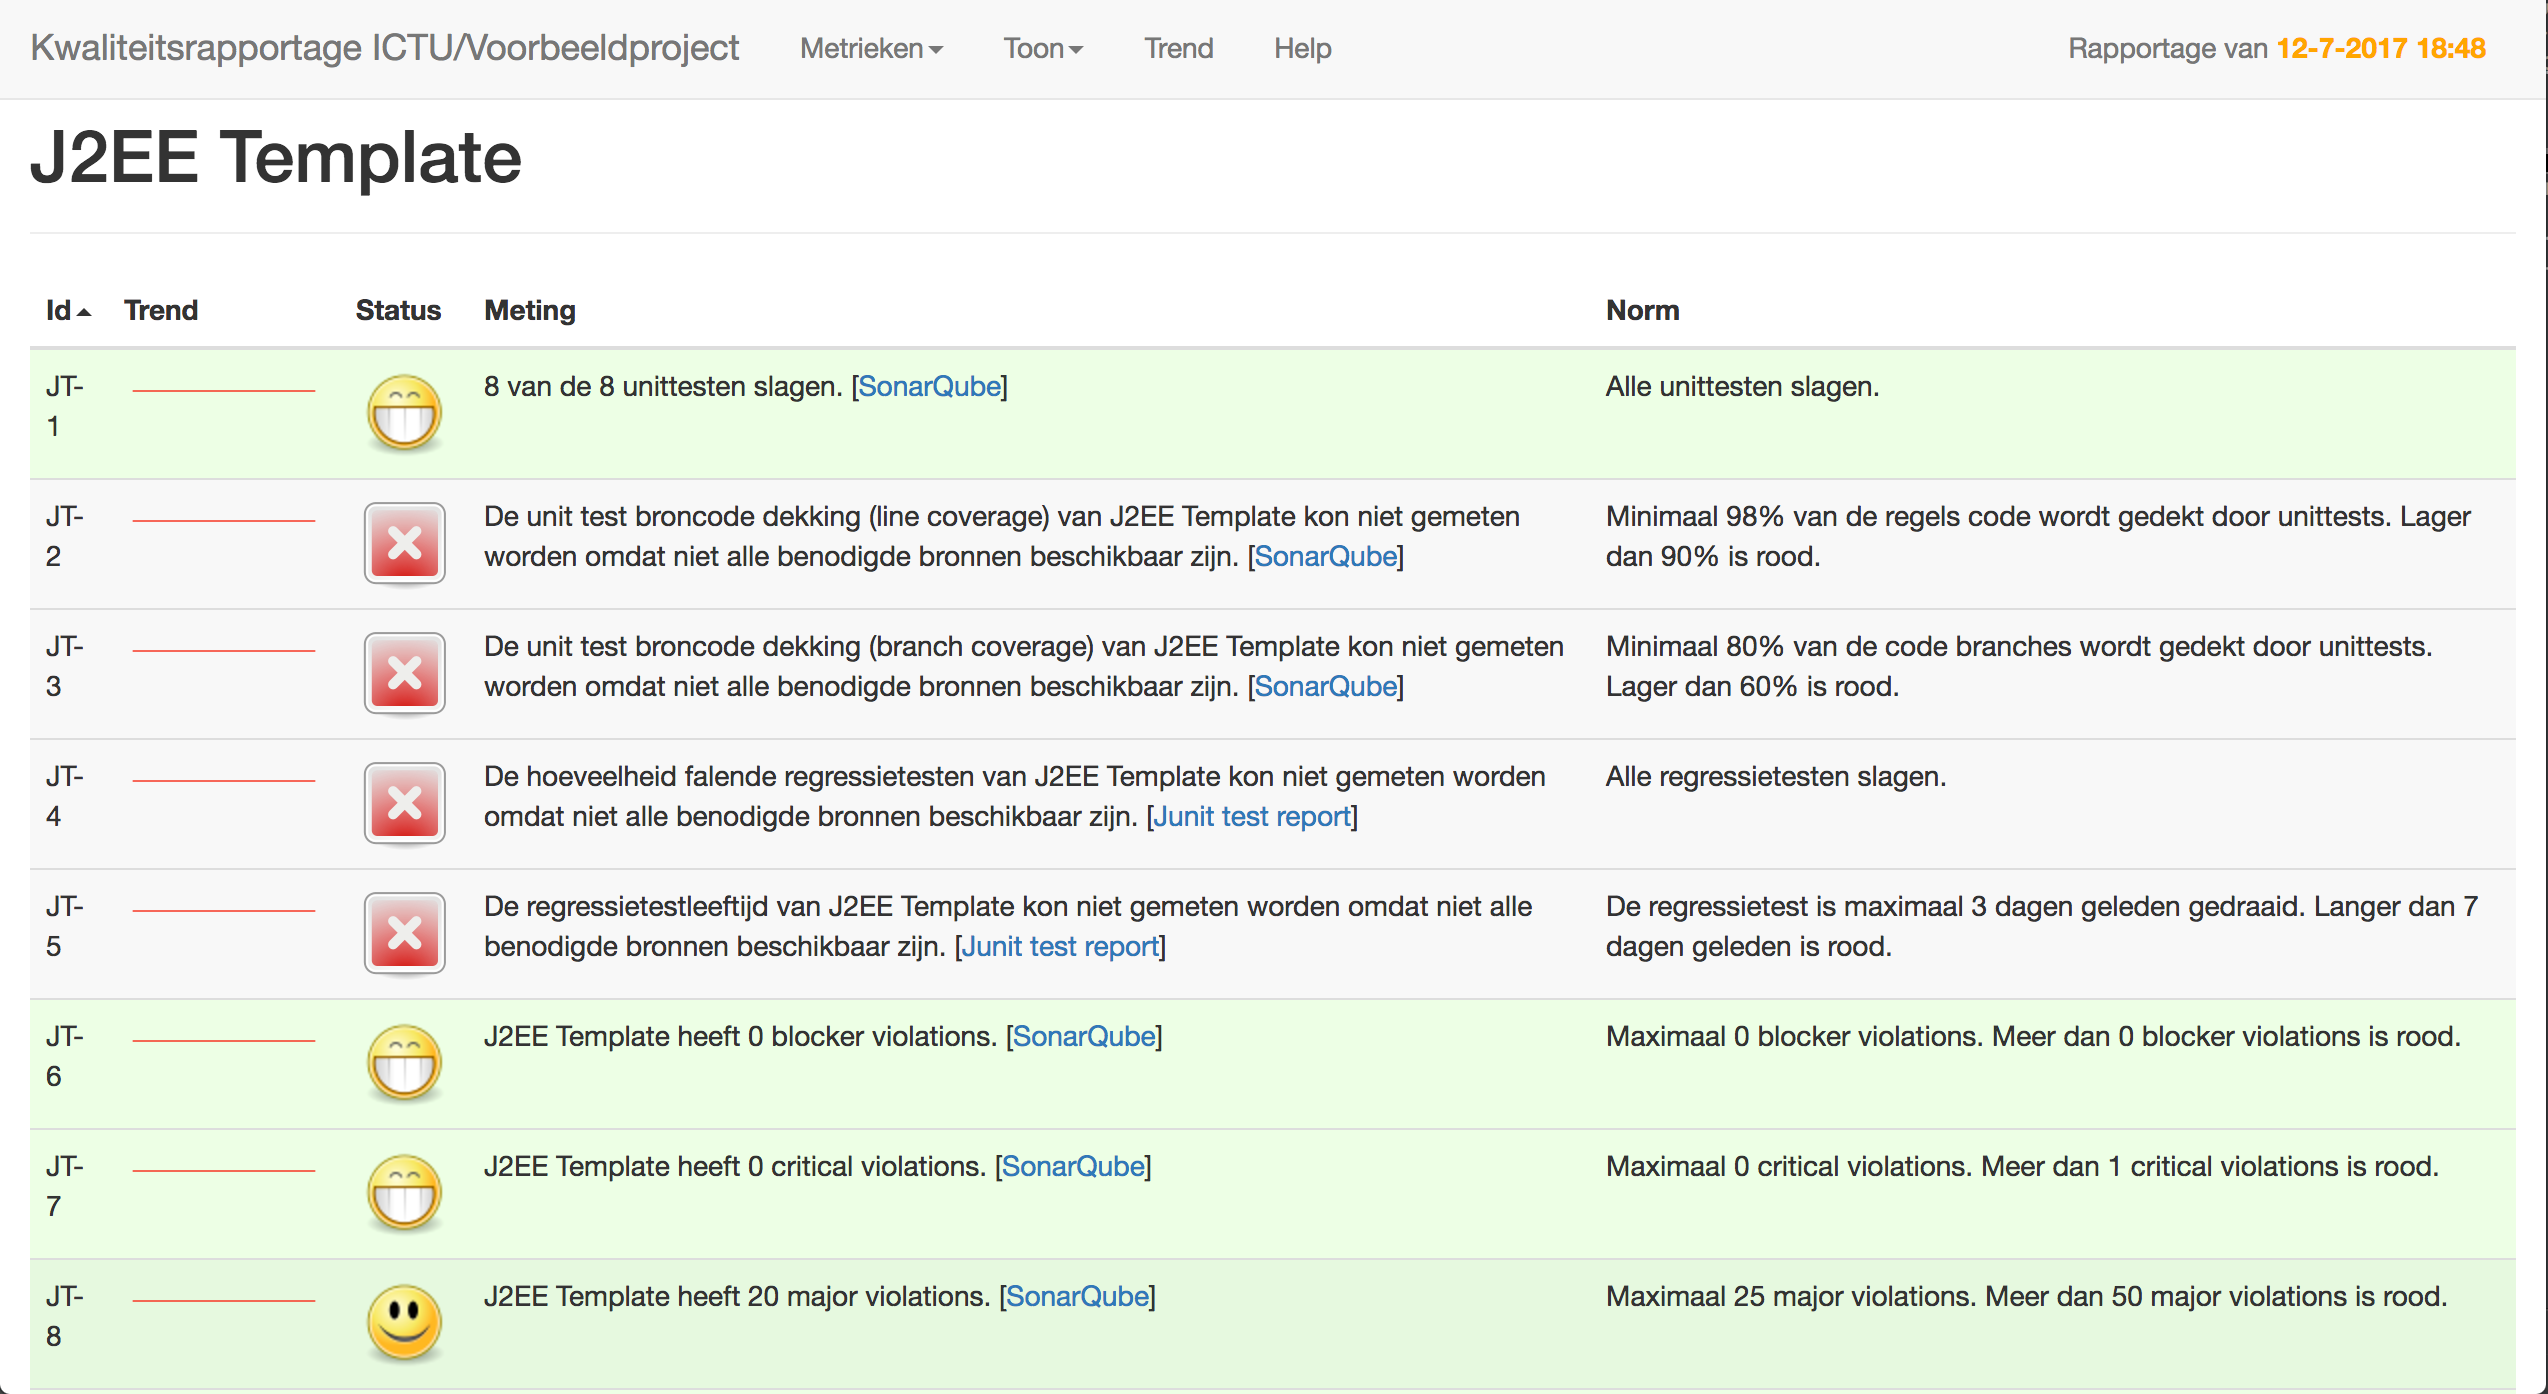 Kwaliteitsrapportage ICTU/Voorbeeldproject Metrieken Toon Trend Help Rapportage van 12-7-2017 18:48
J2EE Template
Id Trend Status Meting Norm
JT-1 8 van de 8 unittesten slagen. [SonarQube] Alle unittesten slagen.
JT-2 De unit test broncode dekking (line coverage) van J2EE Template kon niet gemeten
worden omdat niet alle benodigde bronnen beschikbaar zijn. [SonarQube]
Minimaal 98% van de regels code wordt gedekt door unittests. Lager
dan 90% is rood.
JT-3 De unit test broncode dekking (branch coverage) van J2EE Template kon niet gemeten
worden omdat niet alle benodigde bronnen beschikbaar zijn. [SonarQube]
Minimaal 80% van de code branches wordt gedekt door unittests.
Lager dan 60% is rood.
JT-4 De hoeveelheid falende regressietesten van J2EE Template kon niet gemeten worden
omdat niet alle benodigde bronnen beschikbaar zijn. [Junit test report]
Alle regressietesten slagen.
JT-5 De regressietestleeftijd van J2EE Template kon niet gemeten worden omdat niet alle
benodigde bronnen beschikbaar zijn. [Junit test report]
De regressietest is maximaal 3 dagen geleden gedraaid. Langer dan 7
dagen geleden is rood.
JT-6 J2EE Template heeft 0 blocker violations. [SonarQube] Maximaal 0 blocker violations. Meer dan 0 blocker violations is rood.
JT-7 J2EE Template heeft 0 critical violations. [SonarQube] Maximaal 0 critical violations. Meer dan 1 critical violations is rood.
JT-8 J2EE Template heeft 20 major violations. [SonarQube] Maximaal 25 major violations. Meer dan 50 major violations is rood.